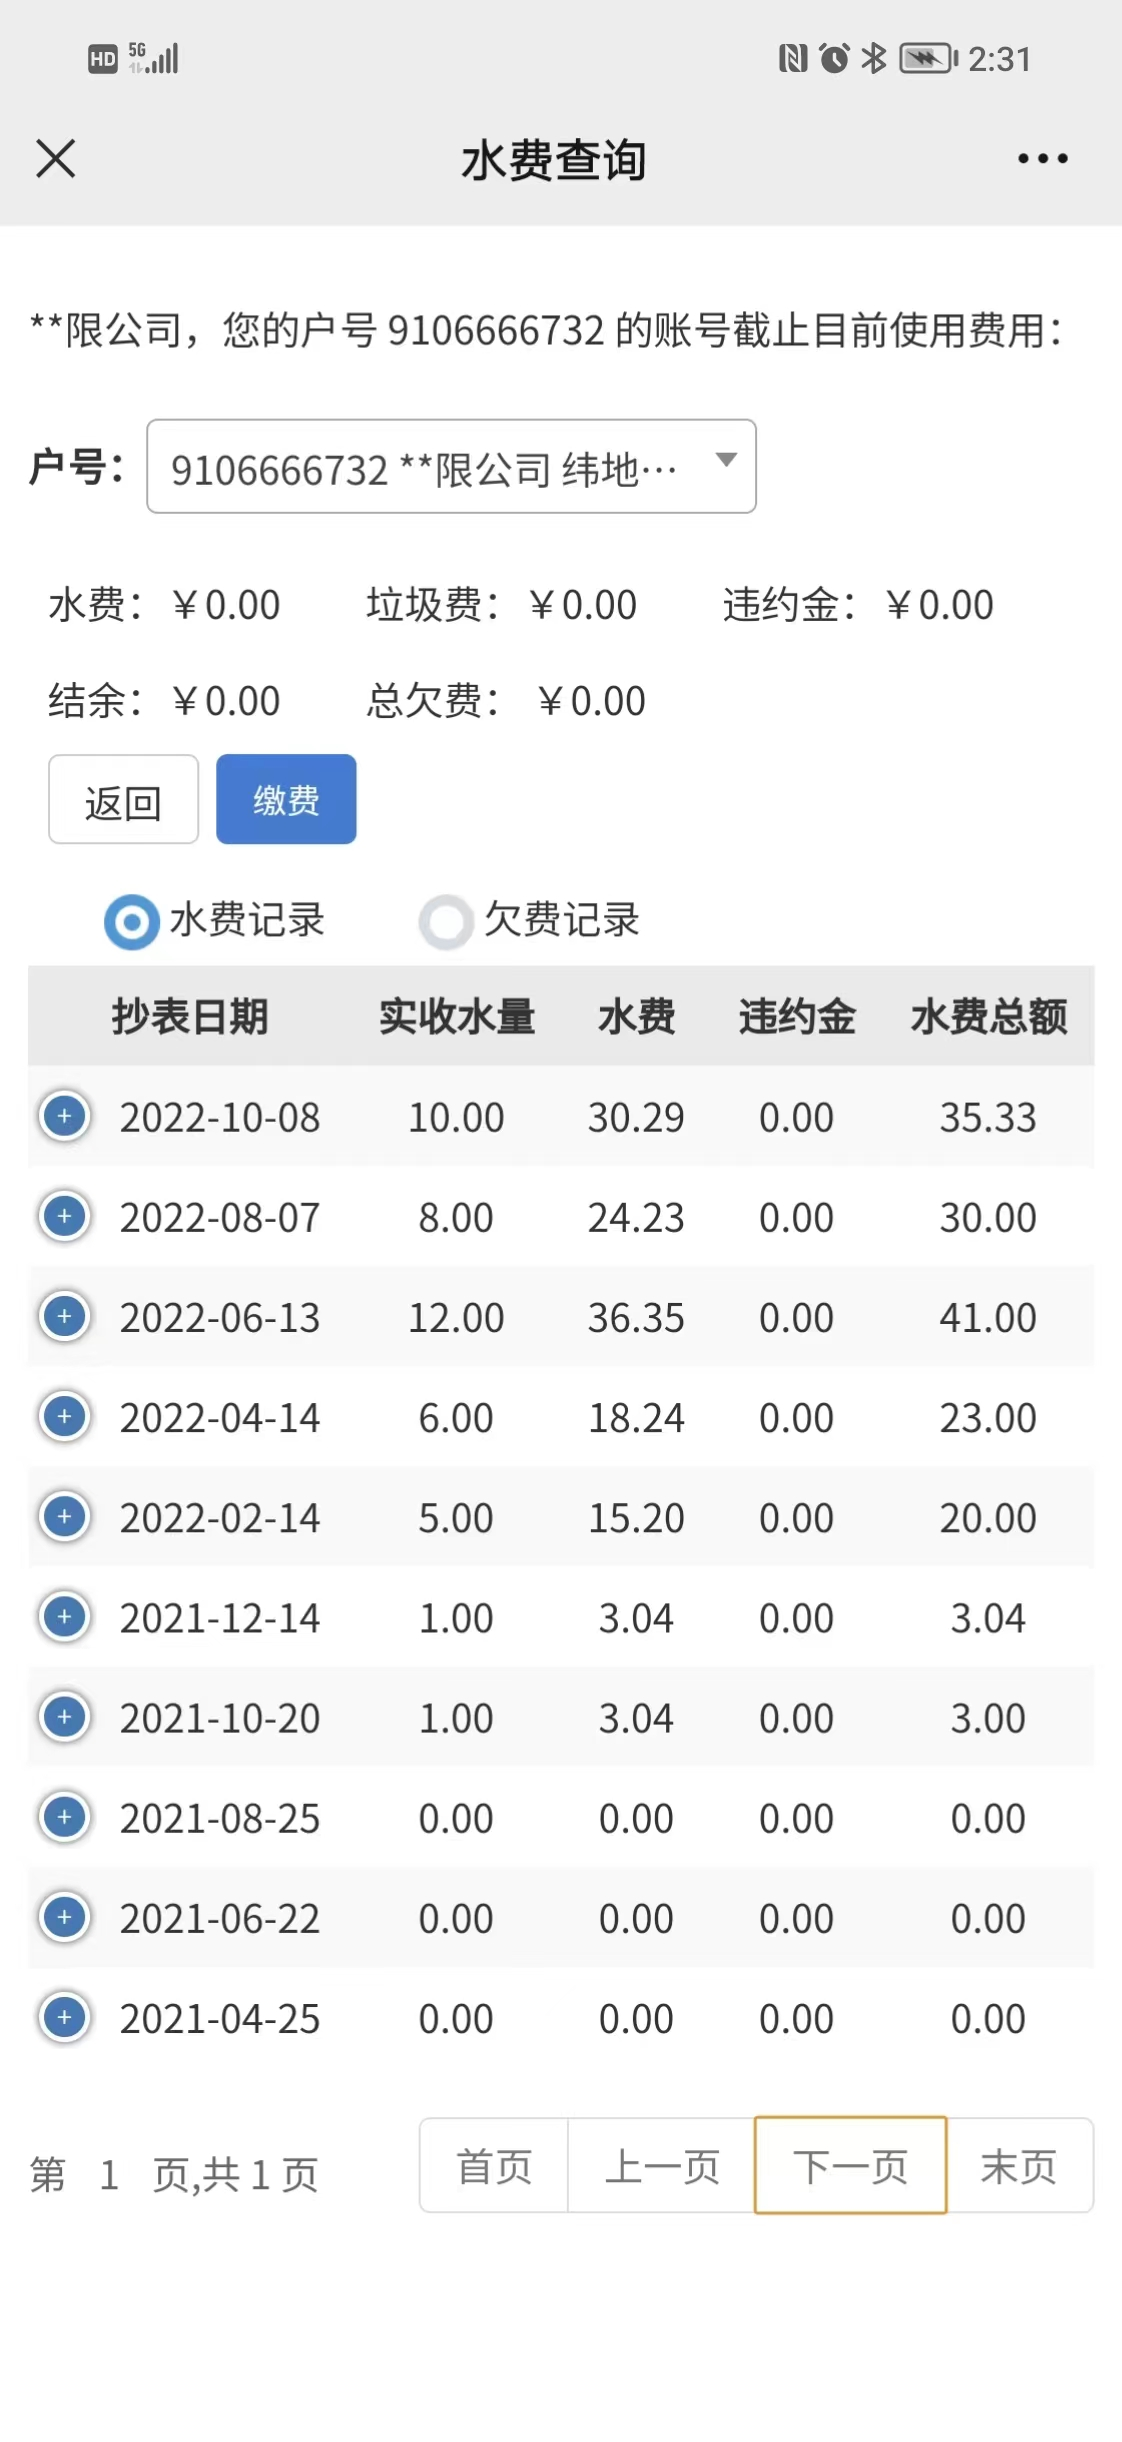 HD 5G 2:31
水费查询
**限公司，您的户号 9106666732 的账号截止目前使用费用：
户号： 9106666732 **限公司 纬地…
水费：￥0.00 垃圾费：￥0.00 违约金：￥0.00
结余：￥0.00 总欠费：￥0.00
返回 缴费
水费记录 欠费记录
抄表日期 实收水量 水费 违约金 水费总额
2022-10-08 10.00 30.29 0.00 35.33
2022-08-07 8.00 24.23 0.00 30.00
2022-06-13 12.00 36.35 0.00 41.00
2022-04-14 6.00 18.24 0.00 23.00
2022-02-14 5.00 15.20 0.00 20.00
2021-12-14 1.00 3.04 0.00 3.04
2021-10-20 1.00 3.04 0.00 3.00
2021-08-25 0.00 0.00 0.00 0.00
2021-06-22 0.00 0.00 0.00 0.00
2021-04-25 0.00 0.00 0.00 0.00
第 1 页,共 1 页 首页 上一页 下一页 末页